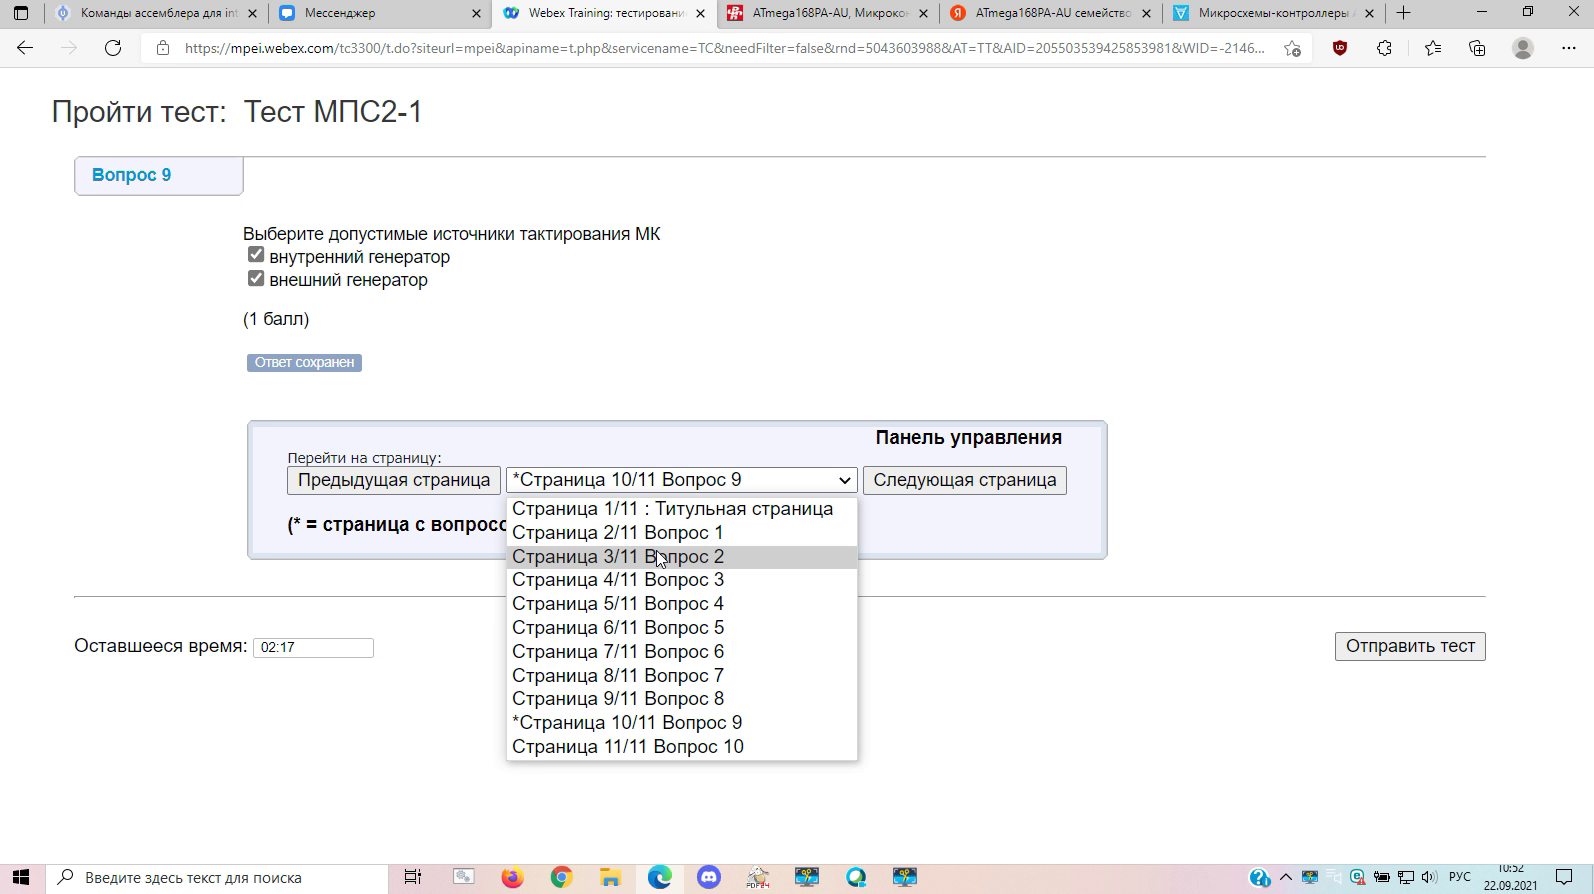 Команды ассемблера для int
Мессенджер
Webex Training: тестировани
ATmega168PA-AU, Микрокон
ATmega168PA-AU семейство
Микросхемы-контроллеры
https://mpei.webex.com/tc3300/t.do?siteurl=mpei&apiname=t.php&servicename=TC&needFilter=false&rnd=5043603988&AT=TT&AID=205503539425853981&WID=-2146...
Пройти тест: Тест МПС2-1
Вопрос 9
Выберите допустимые источники тактирования МК
внутренний генератор
внешний генератор
(1 балл)
Ответ сохранен
Панель управления
Перейти на страницу:
Предыдущая страница
*Страница 10/11 Вопрос 9
Следующая страница
(* = страница с вопросо
Страница 1/11 : Титульная страница
Страница 2/11 Вопрос 1
Страница 3/11 Вопрос 2
Страница 4/11 Вопрос 3
Страница 5/11 Вопрос 4
Страница 6/11 Вопрос 5
Страница 7/11 Вопрос 6
Страница 8/11 Вопрос 7
Страница 9/11 Вопрос 8
*Страница 10/11 Вопрос 9
Страница 11/11 Вопрос 10
Оставшееся время: 02:17
Отправить тест
Введите здесь текст для поиска
PDF24
РУС
10:52
22.09.2021